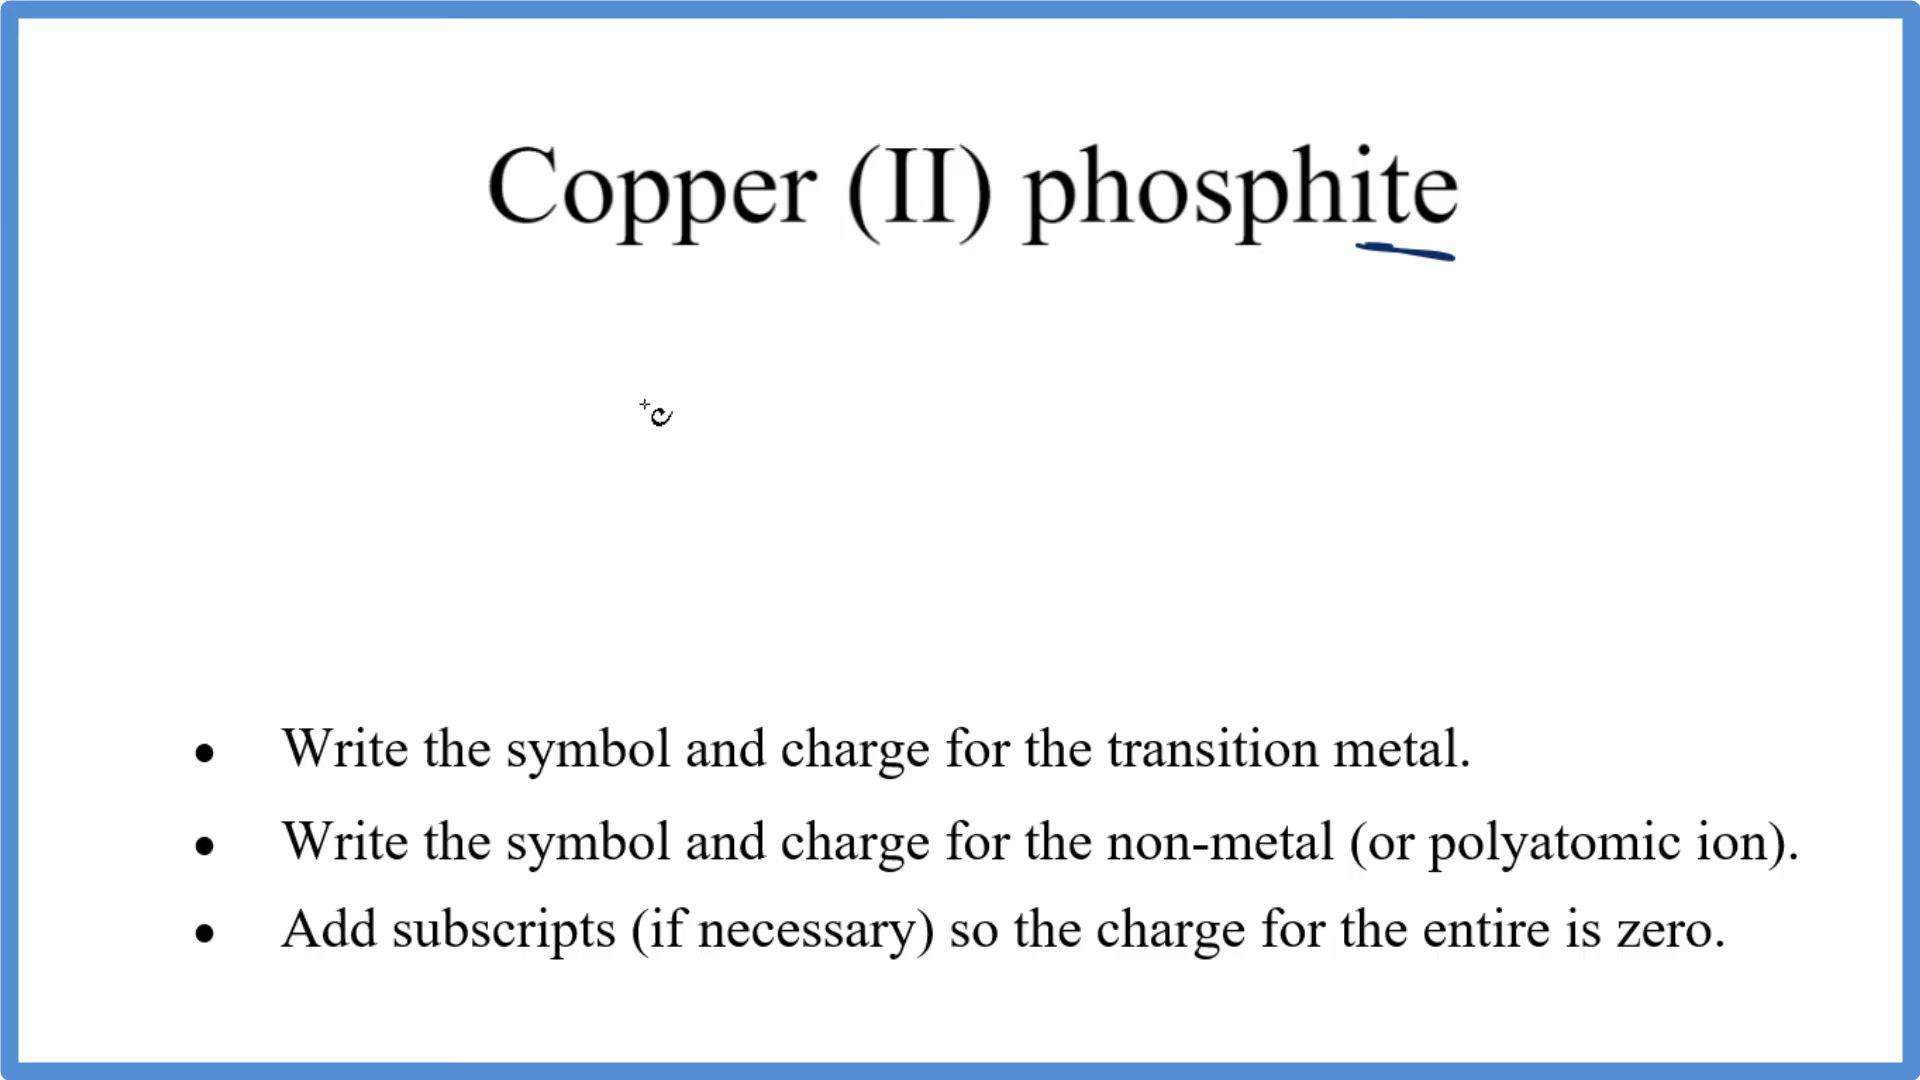 Copper (II) phosphite
• Write the symbol and charge for the transition metal.
• Write the symbol and charge for the non-metal (or polyatomic ion).
• Add subscripts (if necessary) so the charge for the entire is zero.